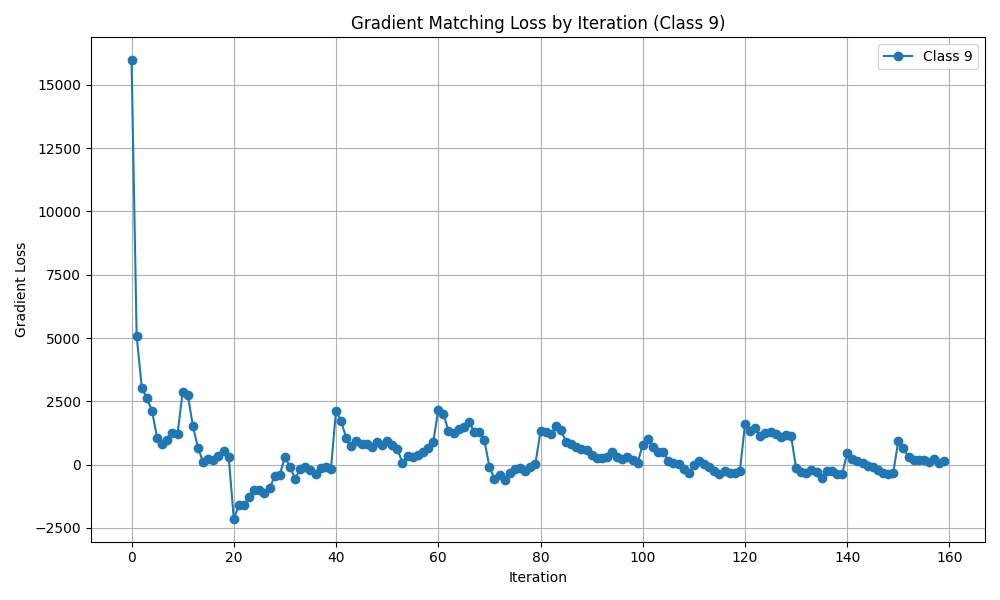 Gradient Matching Loss by Iteration (Class 9)
Class 9
15000
12500
10000
7500
5000
2500
0
−2500
Gradient Loss
0 20 40 60 80 100 120 140 160
Iteration